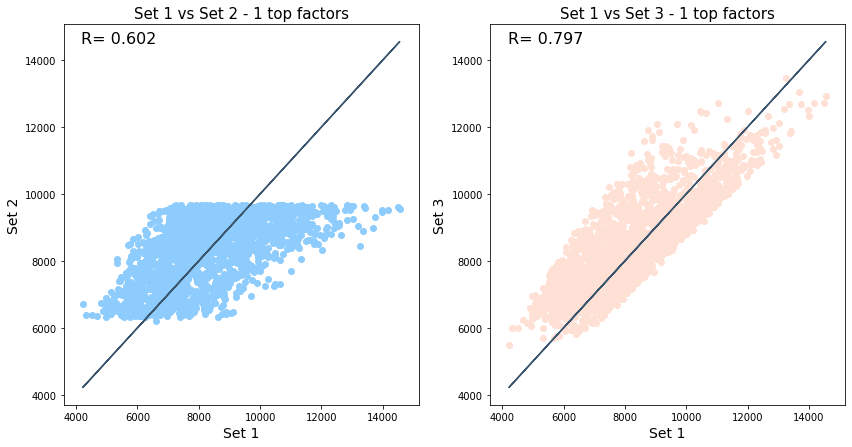 Set 1 vs Set 2 - 1 top factors
R= 0.602
14000
12000
10000
8000
6000
4000
Set 2
4000 6000 8000 10000 12000 14000
Set 1
Set 1 vs Set 3 - 1 top factors
R= 0.797
14000
12000
10000
8000
6000
4000
Set 3
4000 6000 8000 10000 12000 14000
Set 1